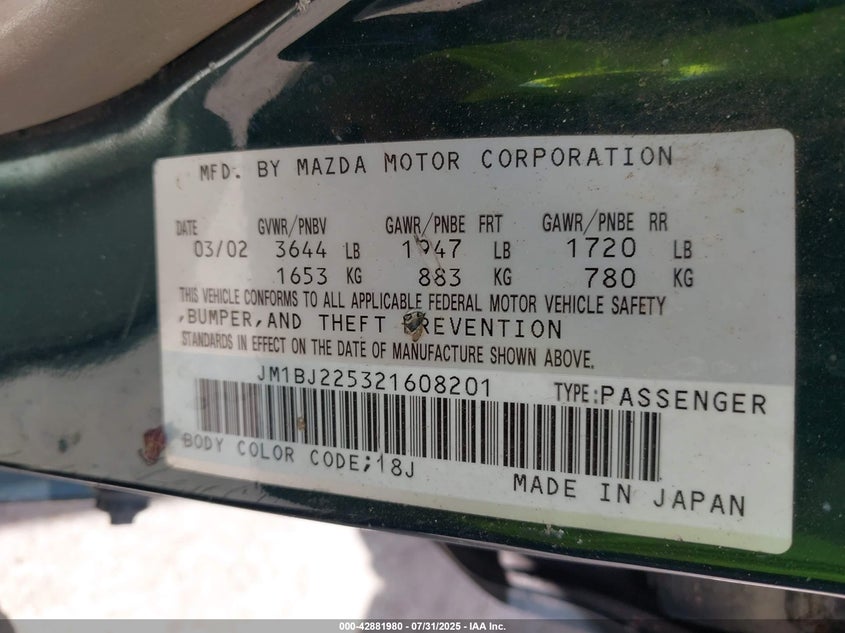 MFD. BY MAZDA MOTOR CORPORATION
DATE GVWR/PNBV GAWR/PNBE FRT GAWR/PNBE RR
03/02 3644 LB 1947 LB 1720 LB
1653 KG 883 KG 780 KG
THIS VEHICLE CONFORMS TO ALL APPLICABLE FEDERAL MOTOR VEHICLE SAFETY
,BUMPER,AND THEFT PREVENTION
STANDARDS IN EFFECT ON THE DATE OF MANUFACTURE SHOWN ABOVE.
JM1BJ225321608201 TYPE:PASSENGER
BODY COLOR CODE;18J
MADE IN JAPAN
000-42881980 - 07/31/2025 - IAA Inc.